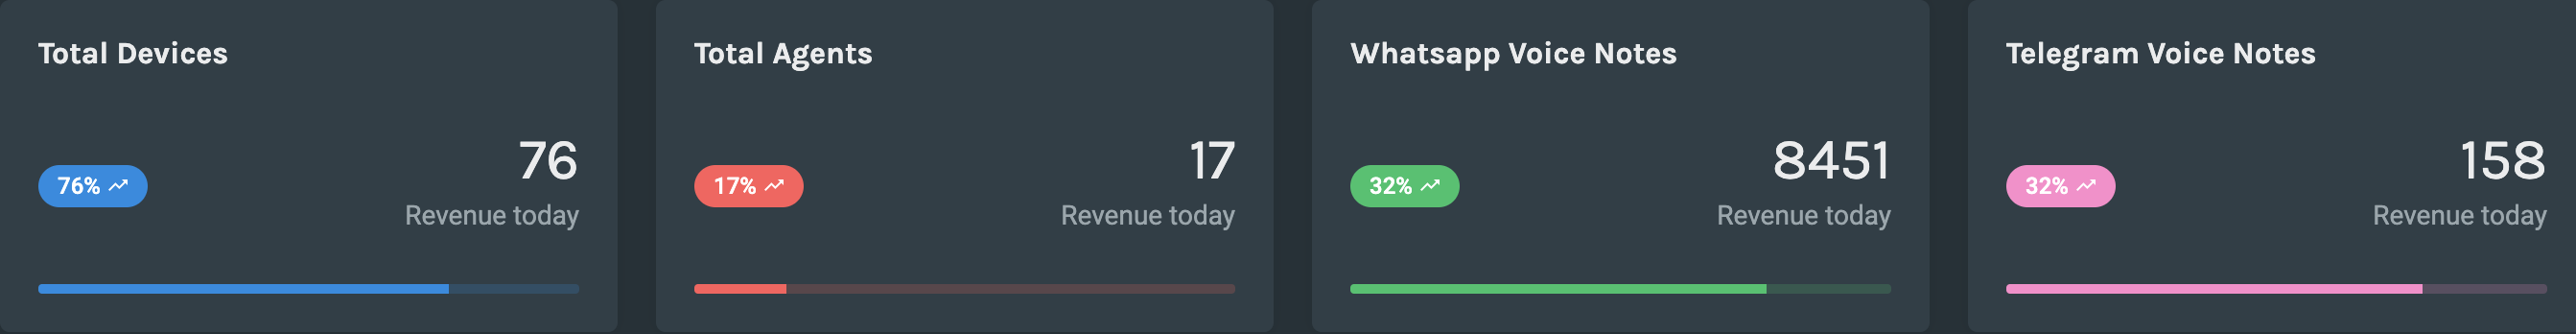 Total Devices
76
76%
Revenue today
Total Agents
17
17%
Revenue today
Whatsapp Voice Notes
8451
32%
Revenue today
Telegram Voice Notes
158
32%
Revenue today